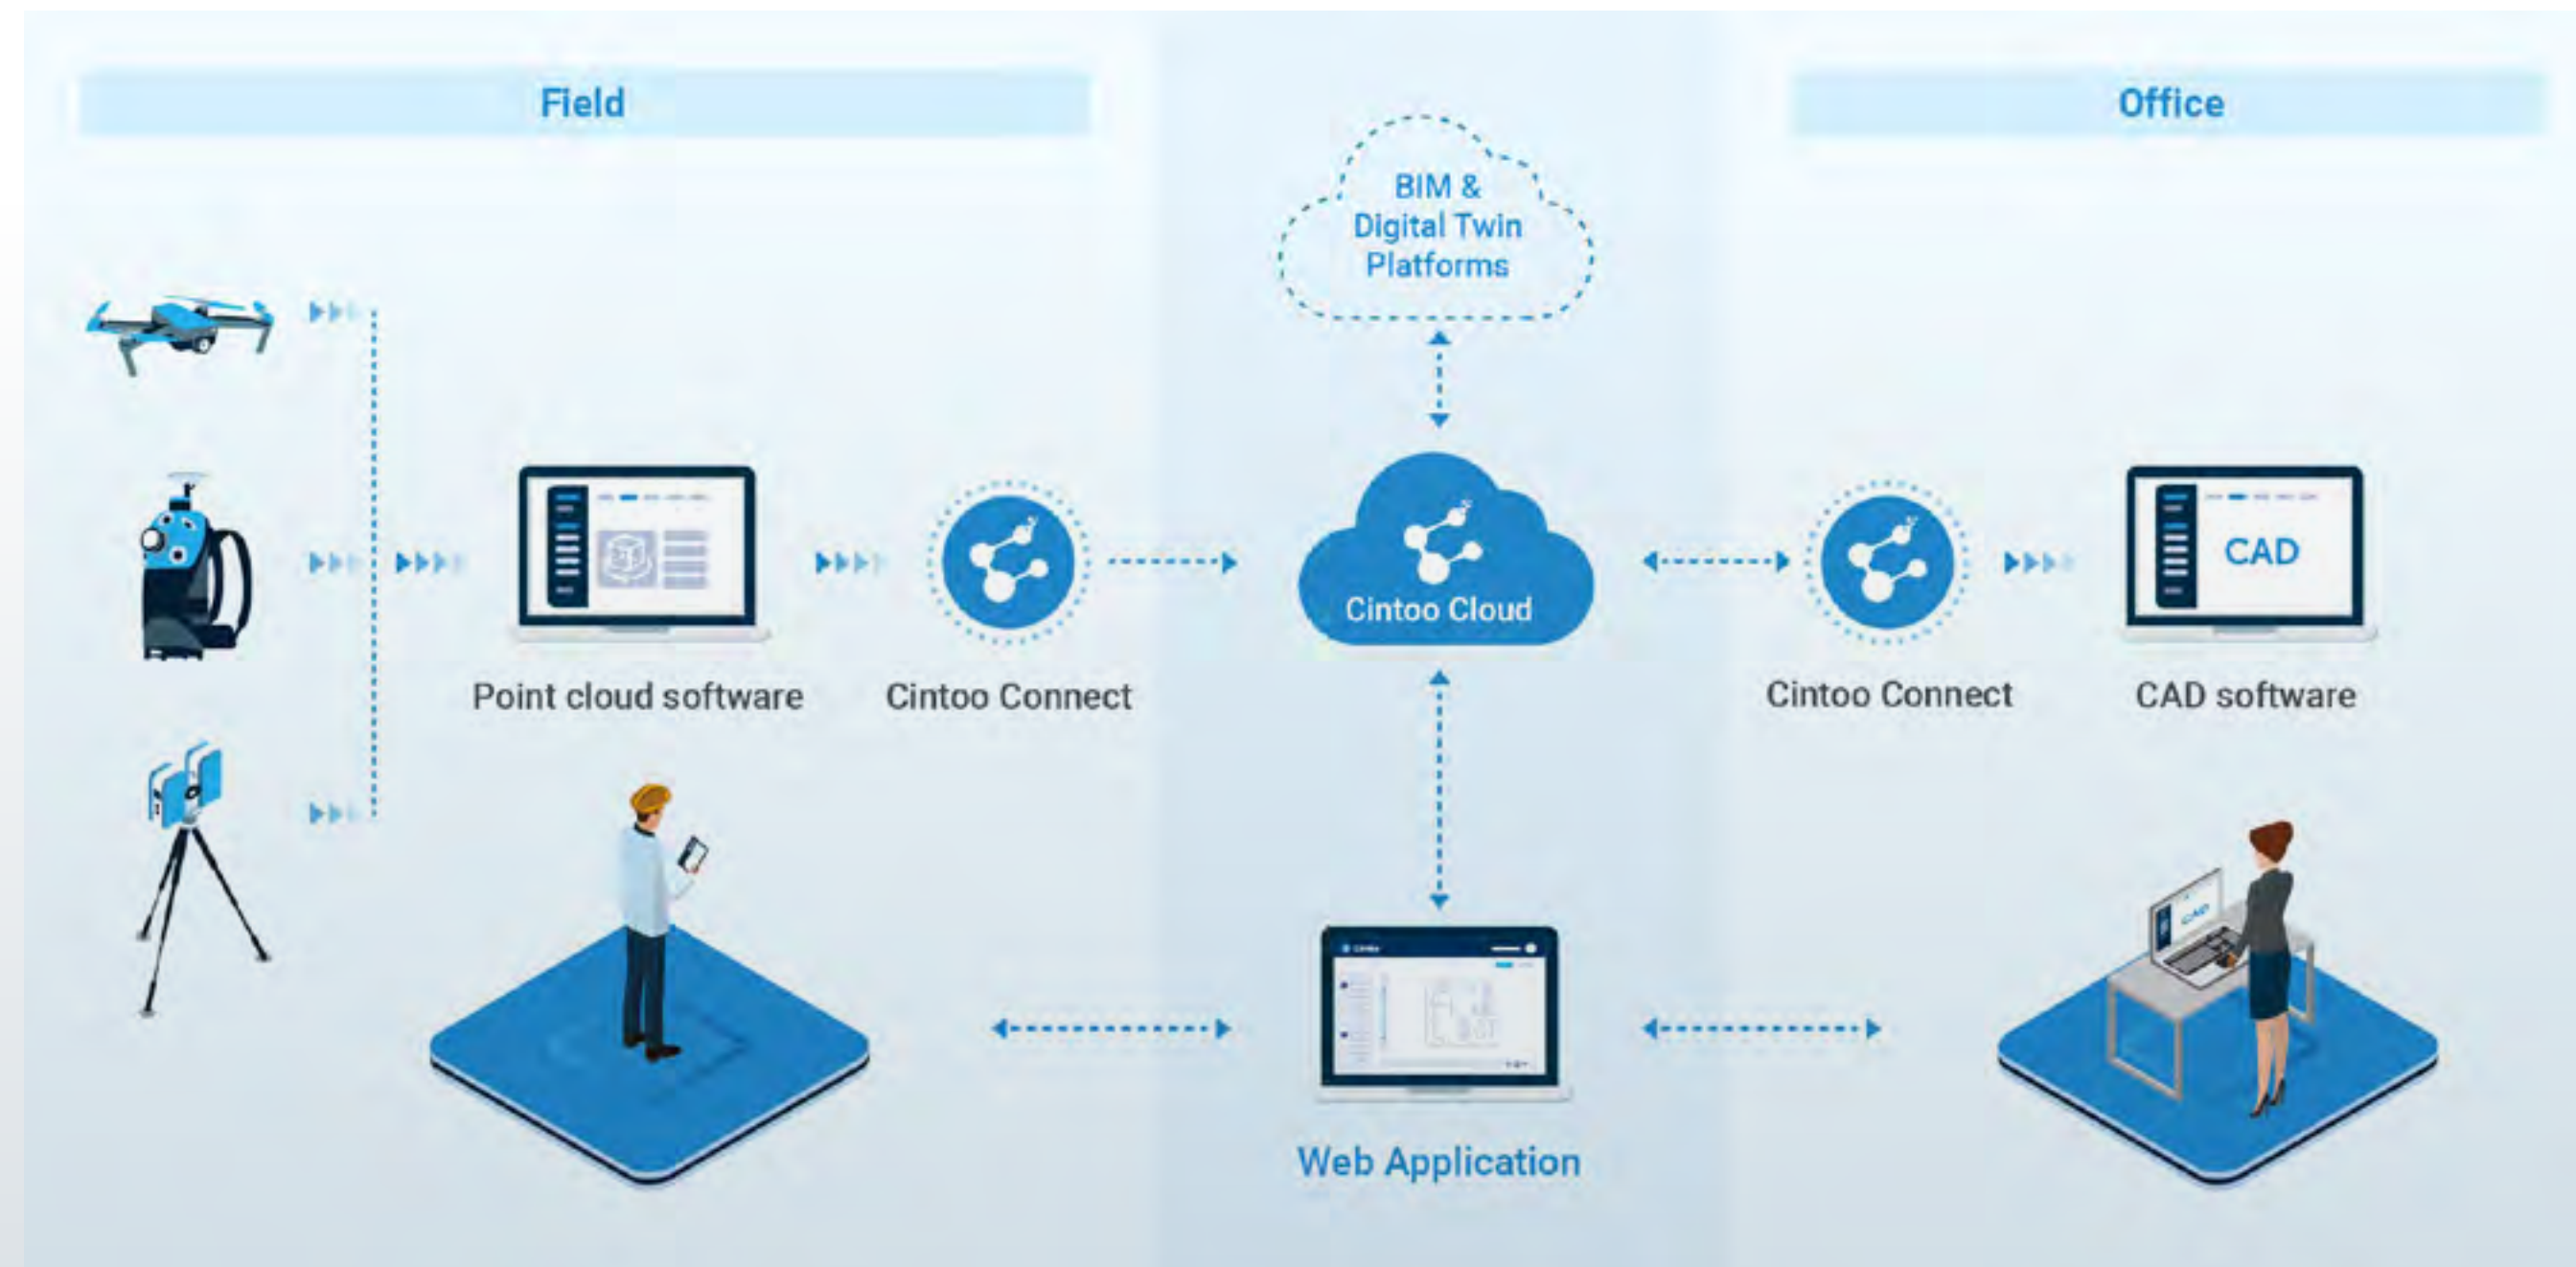 Field
Office
BIM &
Digital Twin
Platforms
CAD
Cintoo Cloud
Point cloud software
Cintoo Connect
Cintoo Connect
CAD software
CAD
Web Application